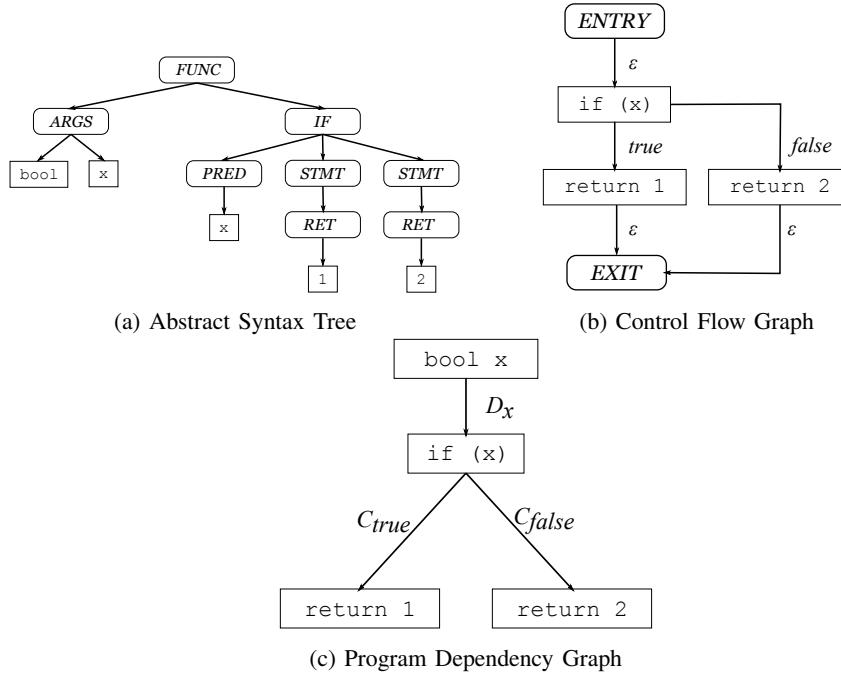 FUNC
ARGS IF
bool x PRED STMT STMT
x RET RET
1 2
(a) Abstract Syntax Tree
ENTRY
ε
if (x)
true false
return 1 return 2
ε ε
EXIT
(b) Control Flow Graph
bool x
Dx
if (x)
Ctrue Cfalse
return 1 return 2
(c) Program Dependency Graph